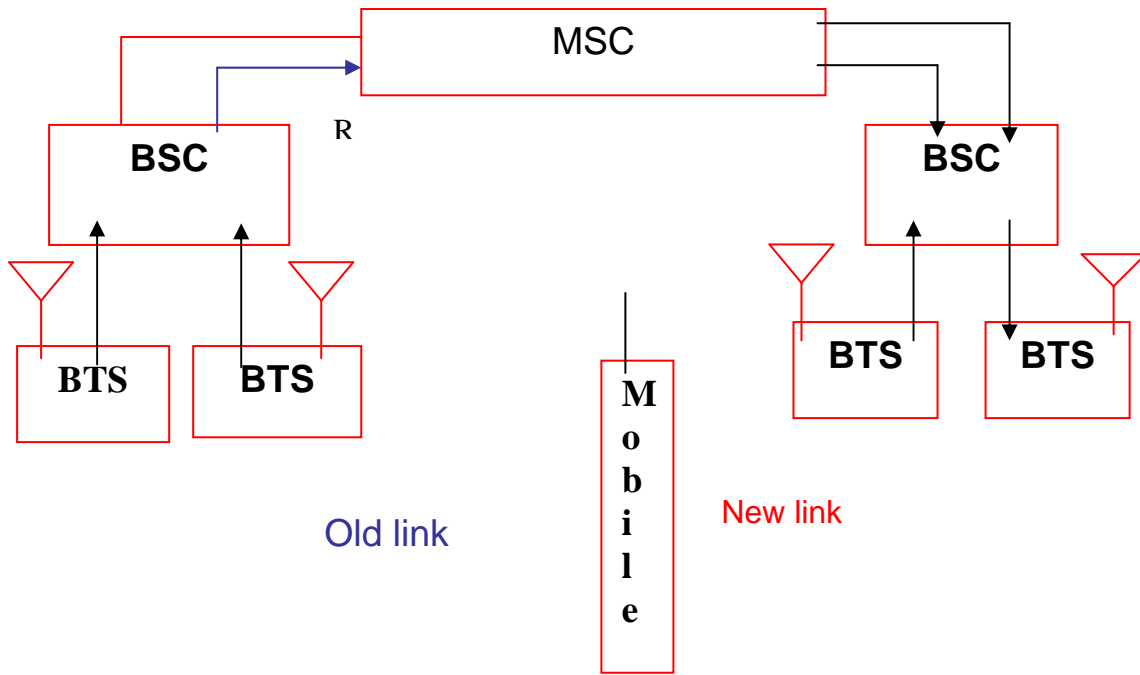 MSC
R
BSC
BSC
BTS
BTS
BTS
BTS
M
o
b
i
l
e
Old link
New link